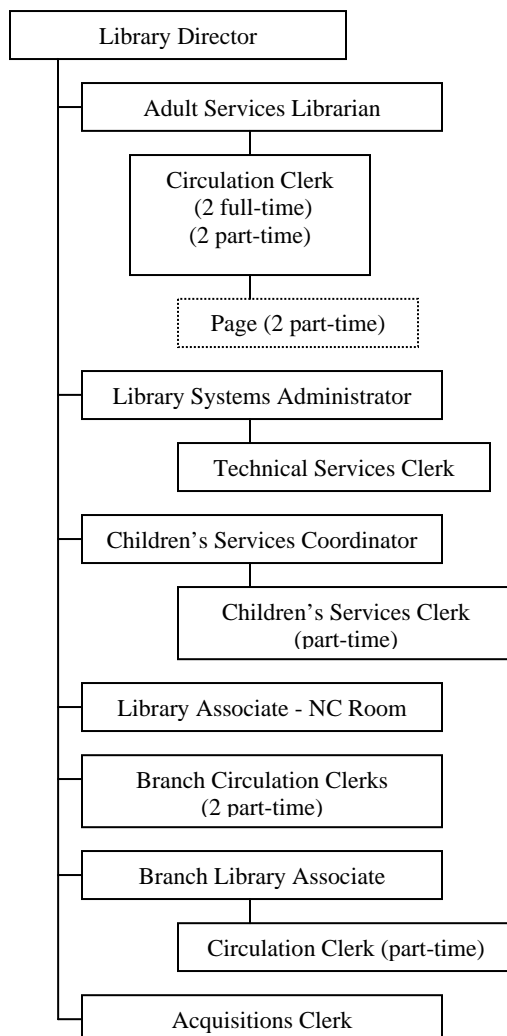 Library Director
Adult Services Librarian
Circulation Clerk
(2 full-time)
(2 part-time)
Page (2 part-time)
Library Systems Administrator
Technical Services Clerk
Children’s Services Coordinator
Children’s Services Clerk
(part-time)
Library Associate - NC Room
Branch Circulation Clerks
(2 part-time)
Branch Library Associate
Circulation Clerk (part-time)
Acquisitions Clerk